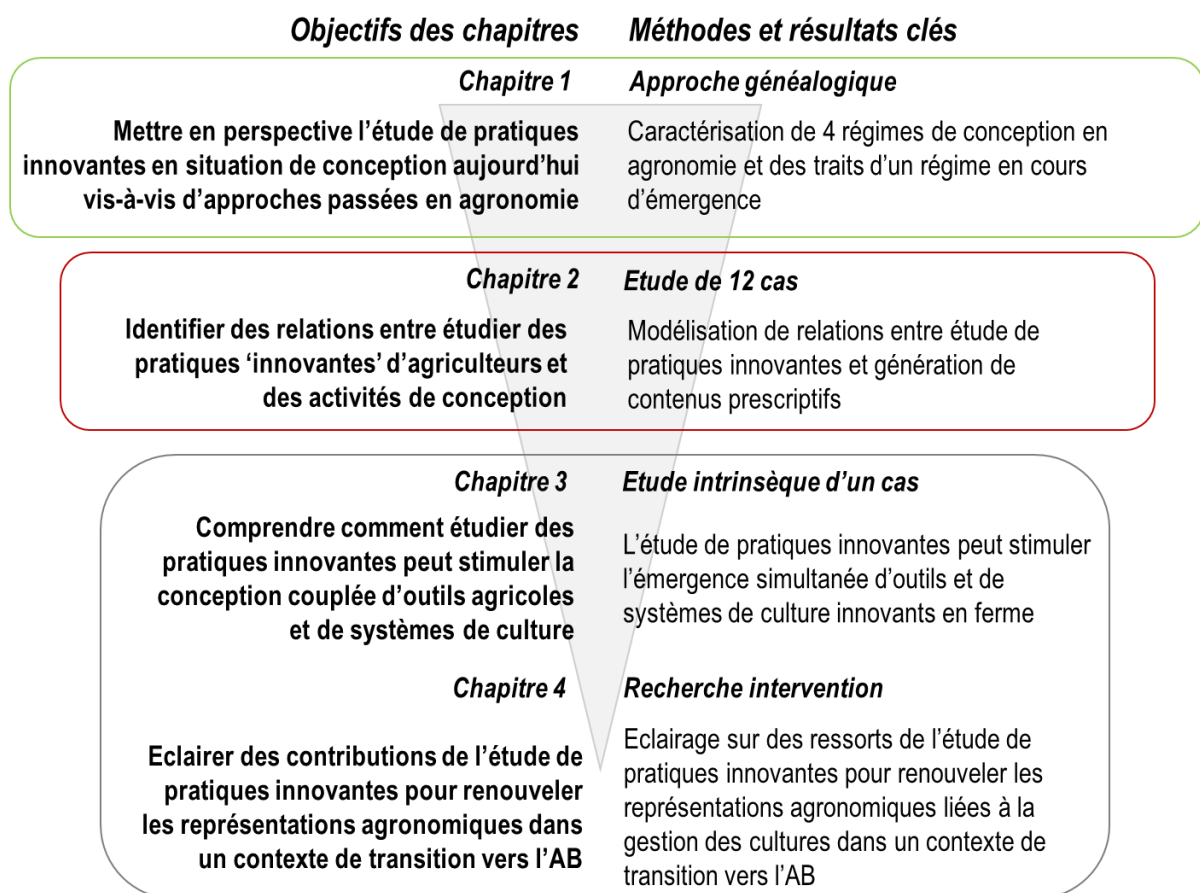 Objectifs des chapitres
Méthodes et résultats clés
Chapitre 1
Approche généalogique
Mettre en perspective l’étude de pratiques
innovantes en situation de conception aujourd’hui
vis-à-vis d’approches passées en agronomie
Caractérisation de 4 régimes de conception en
agronomie et des traits d’un régime en cours
d’émergence
Chapitre 2
Etude de 12 cas
Identifier des relations entre étudier des
pratiques ‘innovantes’ d’agriculteurs et
des activités de conception
Modélisation de relations entre étude de
pratiques innovantes et génération de
contenus prescriptifs
Chapitre 3
Etude intrinsèque d’un cas
Comprendre comment étudier des
pratiques innovantes peut stimuler la
conception couplée d’outils agricoles
et de systèmes de culture
L’étude de pratiques innovantes peut stimuler
l’émergence simultanée d’outils et de
systèmes de culture innovants en ferme
Chapitre 4
Recherche intervention
Eclairer des contributions de l’étude de
pratiques innovantes pour renouveler
les représentations agronomiques dans
un contexte de transition vers l’AB
Eclairage sur des ressorts de l’étude de
pratiques innovantes pour renouveler les
représentations agronomiques liées à la
gestion des cultures dans un contexte de
transition vers l’AB